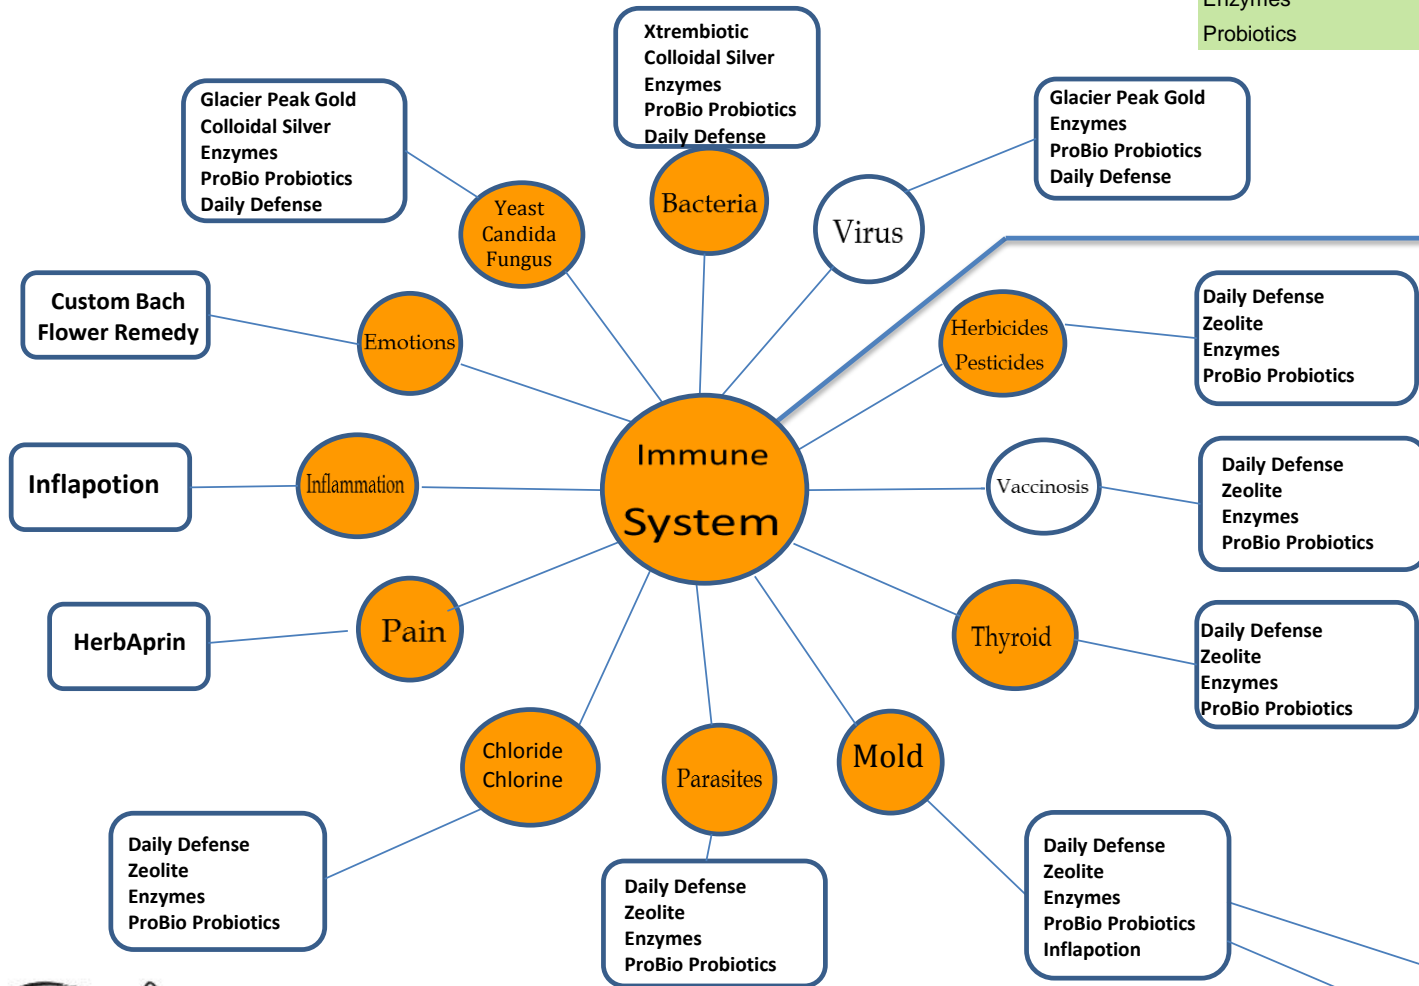 Enzymes
Probiotics
Xtrembiotic
Colloidal Silver
Enzymes
ProBio Probiotics
Daily Defense
Glacier Peak Gold
Colloidal Silver
Enzymes
ProBio Probiotics
Daily Defense
Glacier Peak Gold
Enzymes
ProBio Probiotics
Daily Defense
Yeast
Candida
Fungus
Bacteria
Virus
Custom Bach
Flower Remedy
Emotions
Herbicides
Pesticides
Daily Defense
Zeolite
Enzymes
ProBio Probiotics
Immune
System
Inflapotion
Inflammation
Vaccinosis
Daily Defense
Zeolite
Enzymes
ProBio Probiotics
HerbAprin
Pain
Thyroid
Daily Defense
Zeolite
Enzymes
ProBio Probiotics
Chloride
Chlorine
Parasites
Mold
Daily Defense
Zeolite
Enzymes
ProBio Probiotics
Daily Defense
Zeolite
Enzymes
ProBio Probiotics
Daily Defense
Zeolite
Enzymes
ProBio Probiotics
Inflapotion